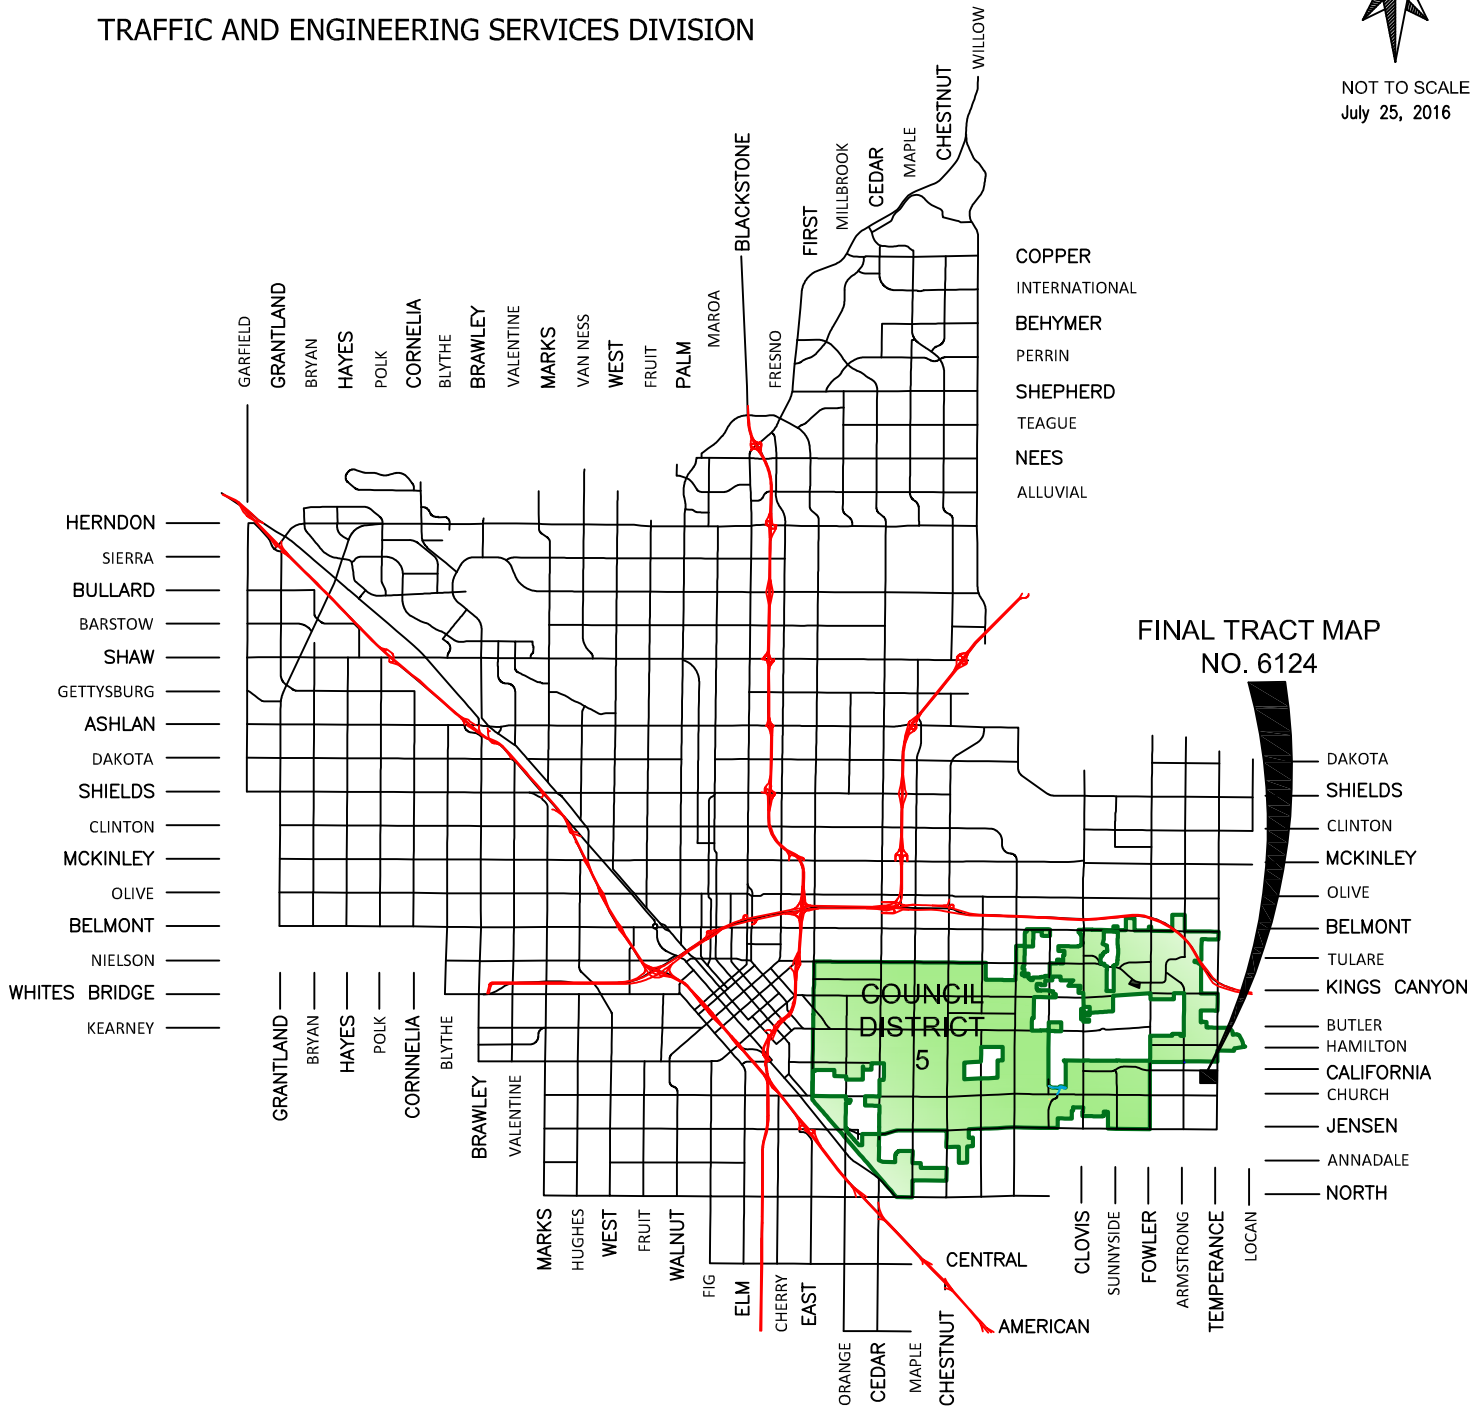 TRAFFIC AND ENGINEERING SERVICES DIVISION
NOT TO SCALE
July 25, 2016
WILLOW
CHESTNUT
MAPLE
CEDAR
MILLBROOK
FIRST
BLACKSTONE
COPPER
INTERNATIONAL
BEHYMER
PERRIN
SHEPHERD
TEAGUE
NEES
ALLUVIAL
GARFIELD
GRANTLAND
BRYAN
HAYES
POLK
CORNELIA
BLYTHE
BRAWLEY
VALENTINE
MARKS
VAN NESS
WEST
FRUIT
PALM
MAROA
FRESNO
HERNDON
SIERRA
BULLARD
BARSTOW
SHAW
GETTYSBURG
ASHLAN
DAKOTA
SHIELDS
CLINTON
MCKINLEY
OLIVE
BELMONT
NIELSON
WHITES BRIDGE
KEARNEY
FINAL TRACT MAP
NO. 6124
DAKOTA
SHIELDS
CLINTON
MCKINLEY
OLIVE
BELMONT
TULARE
KINGS CANYON
BUTLER
HAMILTON
CALIFORNIA
CHURCH
JENSEN
ANNADALE
NORTH
COUNCIL
DISTRICT
5
GRANTLAND
BRYAN
HAYES
POLK
CORNNELIA
BLYTHE
BRAWLEY
VALENTINE
MARKS
HUGHES
WEST
FRUIT
WALNUT
FIG
ELM
CHERRY
EAST
ORANGE
CEDAR
MAPLE
CHESTNUT
CENTRAL
AMERICAN
CLOVIS
SUNNYSIDE
FOWLER
ARMSTRONG
TEMPERANCE
LOCAN